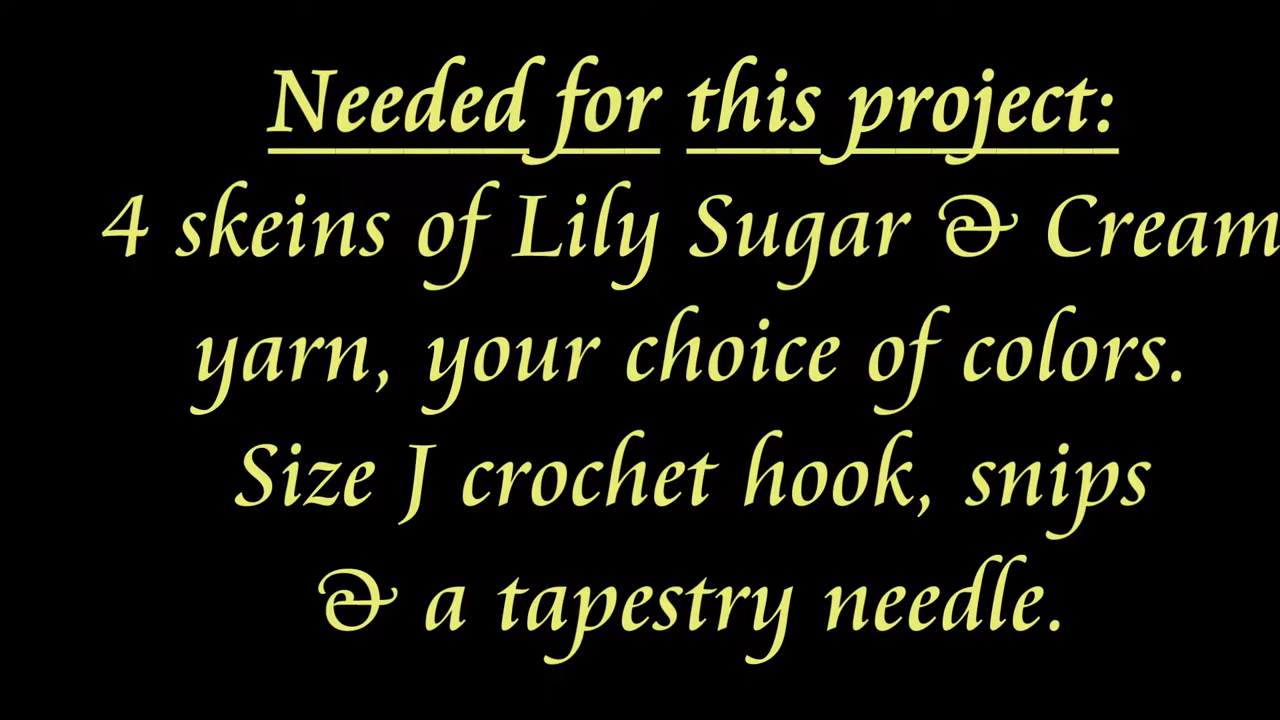 Needed for this project:
4 skeins of Lily Sugar & Cream
yarn, your choice of colors.
Size J crochet hook, snips
& a tapestry needle.